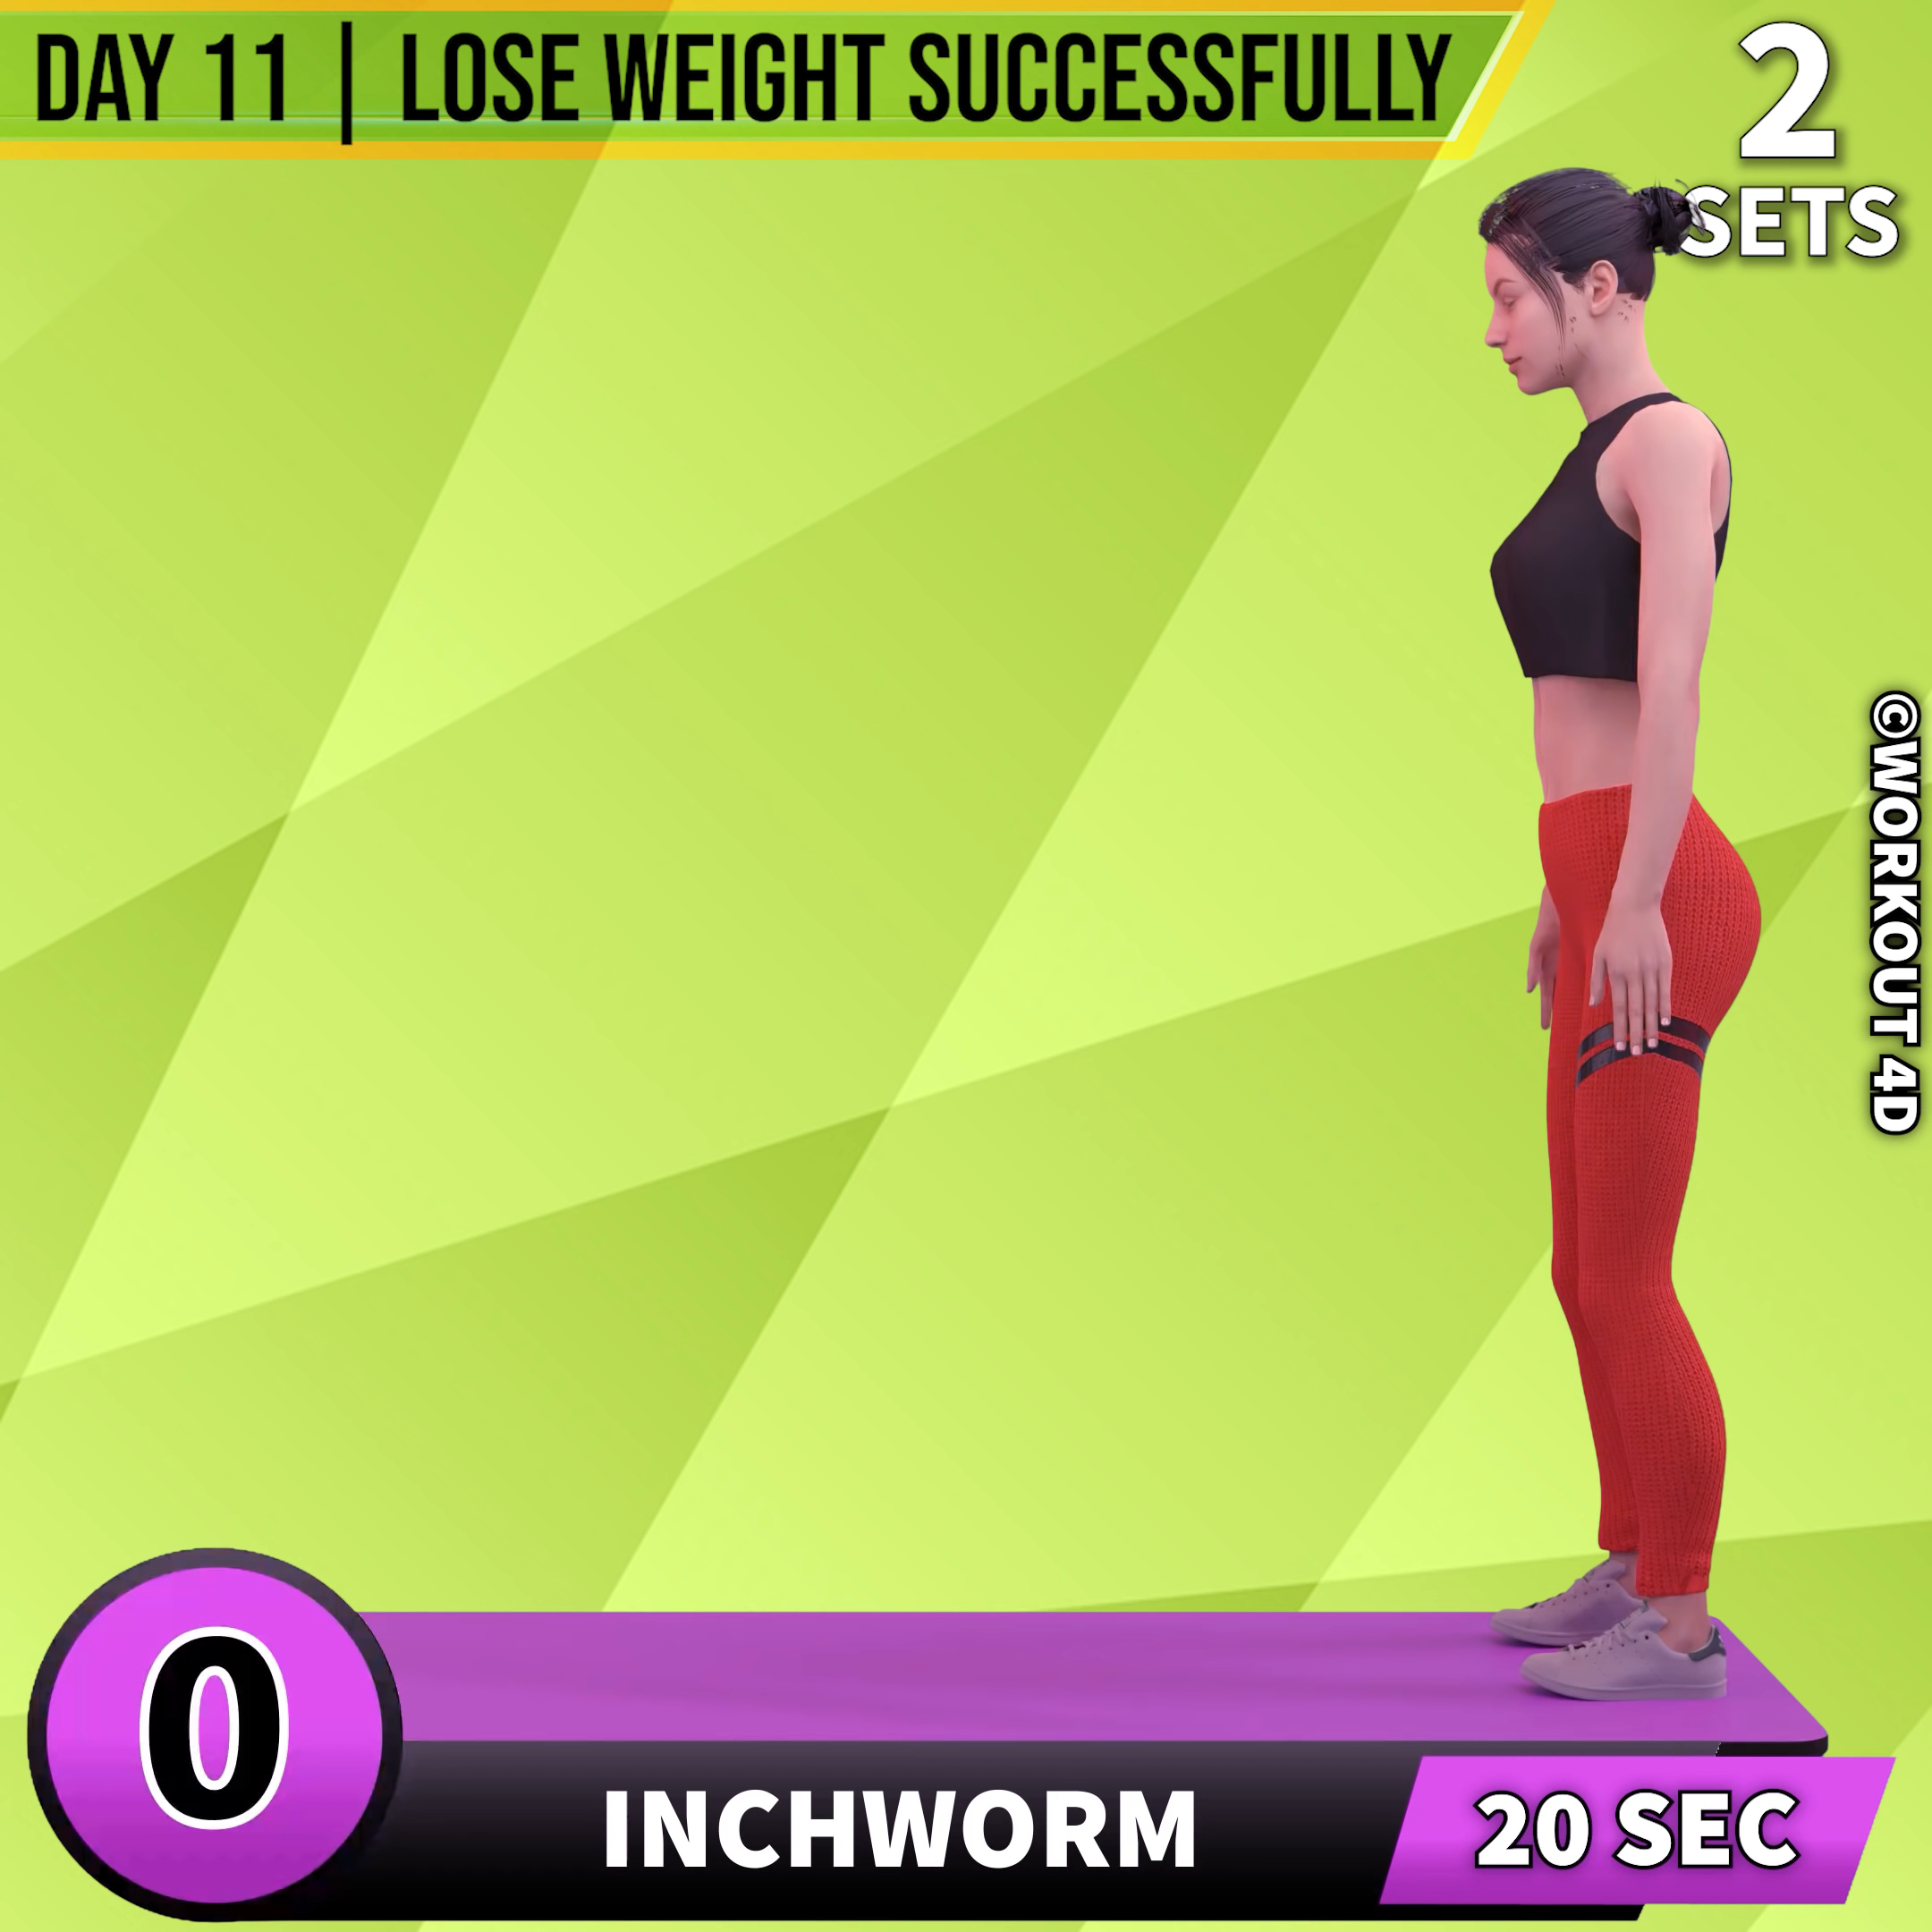 DAY 11 | LOSE WEIGHT SUCCESSFULLY
2
SETS
©WORKOUT 4D
0
INCHWORM
20 SEC